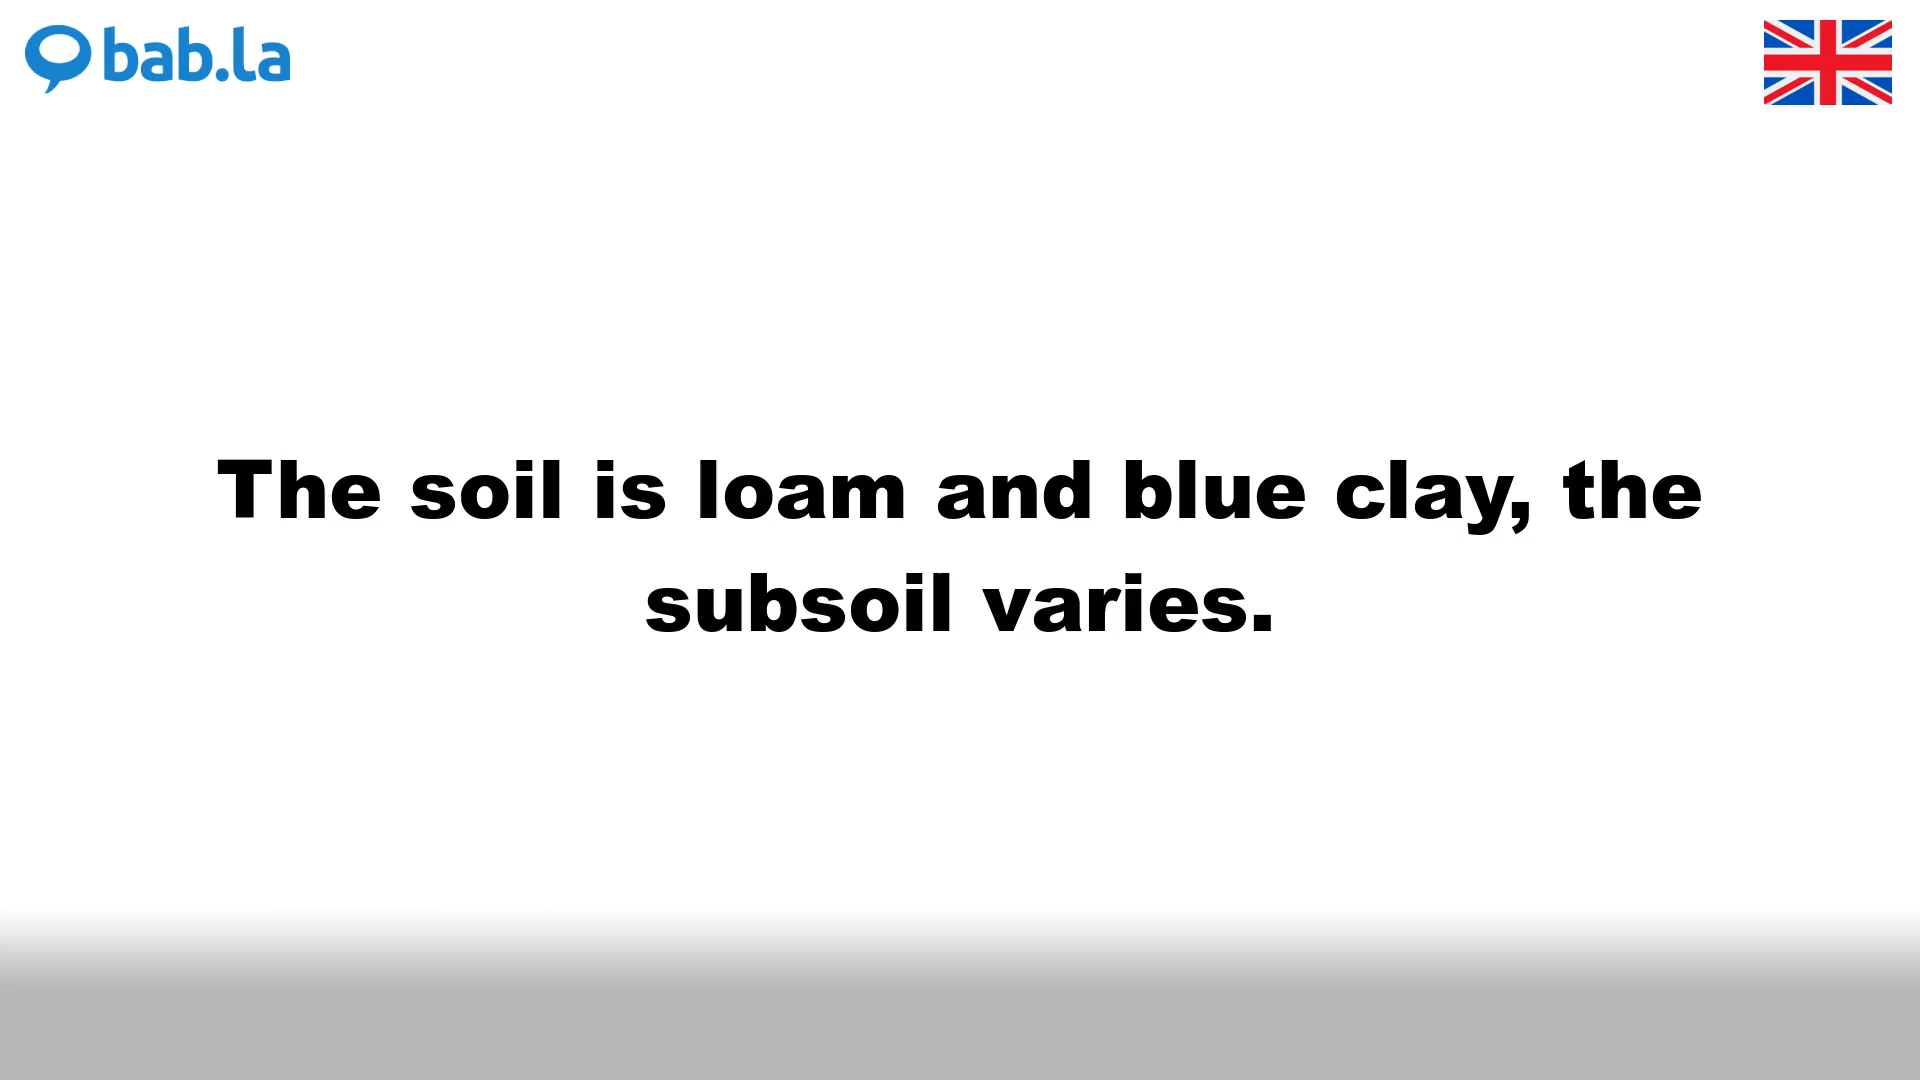 bab.la
The soil is loam and blue clay, the
subsoil varies.